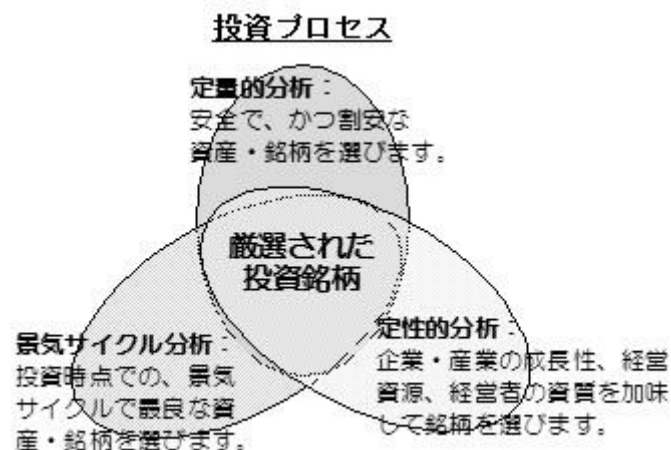 投資プロセス
定量的分析：
安全で、かつ割安な
資産・銘柄を選びます。
厳選された
投資銘柄
景気サイクル分析：
投資時点での、景気
サイクルで最良な資
産・銘柄を選びます。
定性的分析：
企業・産業の成長性、経営
資源、経営者の資質を加味
して銘柄を選びます。